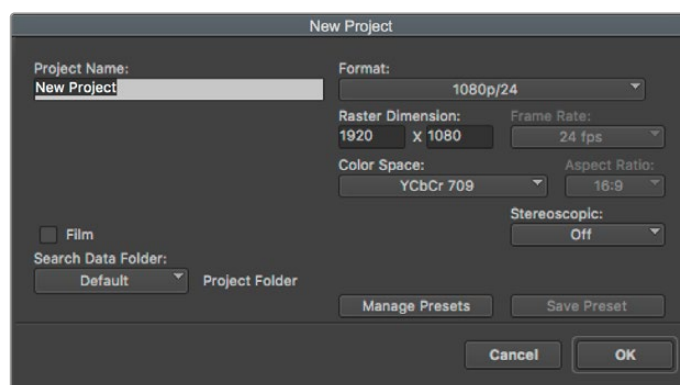 New Project
Project Name:
New Project
Format:
1080p/24
Raster Dimension:
1920 x 1080
Frame Rate:
24 fps
Color Space:
YCbCr 709
Aspect Ratio:
16:9
Stereoscopic:
Off
Film
Search Data Folder:
Default Project Folder
Manage Presets Save Preset
Cancel OK